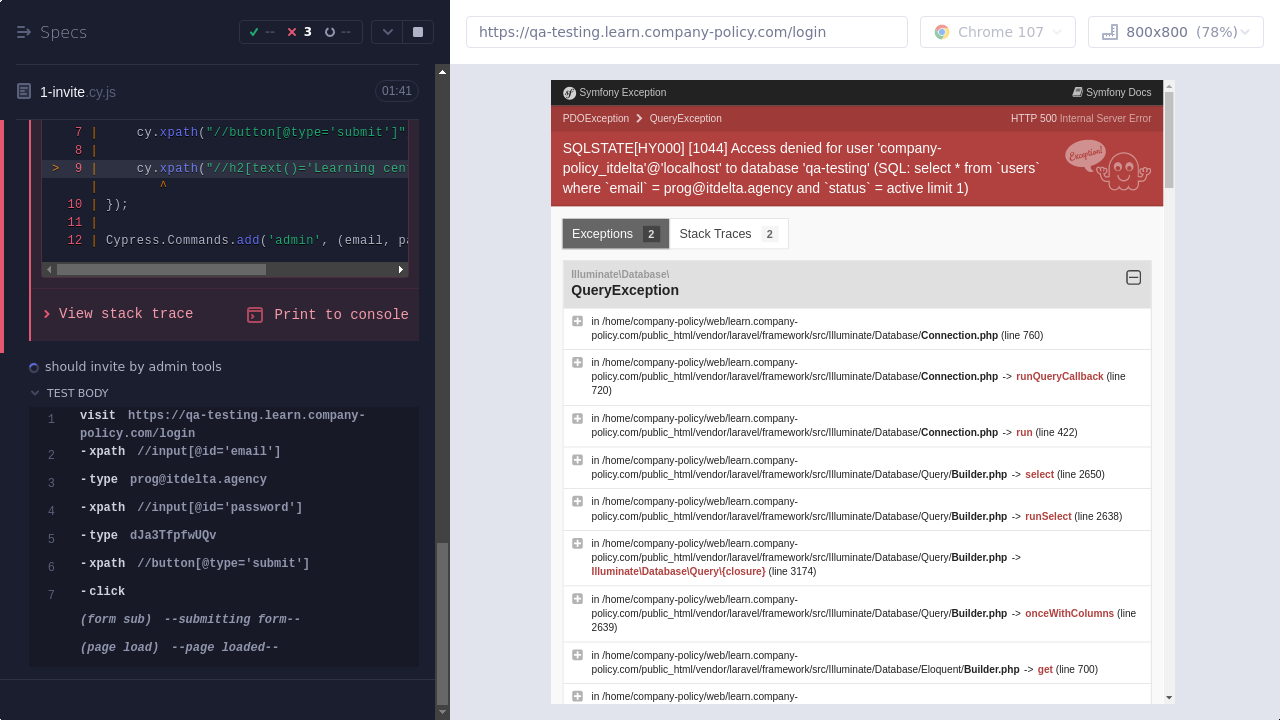 Specs
--
3
--
1-invite.cy.js
01:41
7 | cy.xpath("//button[@type='submit']"
8 |
> 9 | cy.xpath("//h2[text()='Learning cen
| ^
10 | });
11 |
12 | Cypress.Commands.add('admin', (email, pa
View stack trace
Print to console
should invite by admin tools
TEST BODY
1 visit https://qa-testing.learn.company-
policy.com/login
2 -xpath //input[@id='email']
3 -type prog@itdelta.agency
4 -xpath //input[@id='password']
5 -type dJa3TfpfwUQv
6 -xpath //button[@type='submit']
7 -click
(form sub) --submitting form--
(page load) --page loaded--
https://qa-testing.learn.company-policy.com/login
Chrome 107
800x800 (78%)
sf Symfony Exception
Symfony Docs
PDOException > QueryException
HTTP 500 Internal Server Error
SQLSTATE[HY000] [1044] Access denied for user 'company-
policy_itdelta'@'localhost' to database 'qa-testing' (SQL: select * from `users`
where `email` = prog@itdelta.agency and `status` = active limit 1)
Exception!
Exceptions 2
Stack Traces 2
Illuminate\Database\
QueryException
in /home/company-policy/web/learn.company-
policy.com/public_html/vendor/laravel/framework/src/Illuminate/Database/Connection.php (line 760)
in /home/company-policy/web/learn.company-
policy.com/public_html/vendor/laravel/framework/src/Illuminate/Database/Connection.php -> runQueryCallback (line
720)
in /home/company-policy/web/learn.company-
policy.com/public_html/vendor/laravel/framework/src/Illuminate/Database/Connection.php -> run (line 422)
in /home/company-policy/web/learn.company-
policy.com/public_html/vendor/laravel/framework/src/Illuminate/Database/Query/Builder.php -> select (line 2650)
in /home/company-policy/web/learn.company-
policy.com/public_html/vendor/laravel/framework/src/Illuminate/Database/Query/Builder.php -> runSelect (line 2638)
in /home/company-policy/web/learn.company-
policy.com/public_html/vendor/laravel/framework/src/Illuminate/Database/Query/Builder.php ->
Illuminate\Database\Query\{closure} (line 3174)
in /home/company-policy/web/learn.company-
policy.com/public_html/vendor/laravel/framework/src/Illuminate/Database/Query/Builder.php -> onceWithColumns (line
2639)
in /home/company-policy/web/learn.company-
policy.com/public_html/vendor/laravel/framework/src/Illuminate/Database/Eloquent/Builder.php -> get (line 700)
in /home/company-policy/web/learn.company-